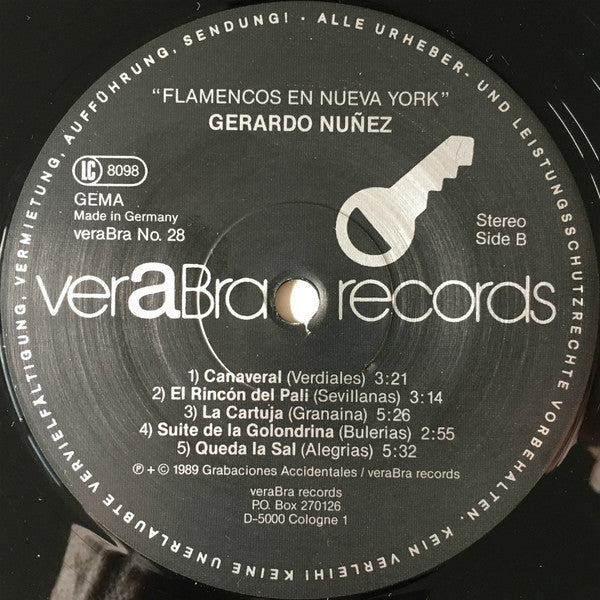 "FLAMENCOS EN NUEVA YORK"
GERARDO NUÑEZ
LC 8098
GEMA
Made in Germany
veraBra No. 28
Stereo
Side B
veraBra records
1) Canaveral (Verdiales) 3:21
2) El Rincón del Pali (Sevillanas) 3:14
3) La Cartuja (Granaina) 5:26
4) Suite de la Golondrina (Bulerias) 2:55
5) Queda la Sal (Alegrias) 5:32
℗ + © 1989 Grabaciones Accidentales / veraBra records
veraBra records
P.O. Box 270126
D-5000 Cologne 1
ALLE URHEBER- UND LEISTUNGSSCHUTZRECHTE VORBEHALTEN · KEIN VERLEIH! KEINE UNERLAUBTE VERVIELFÄLTIGUNG, VERMIETUNG, AUFFÜHRUNG, SENDUNG! ·